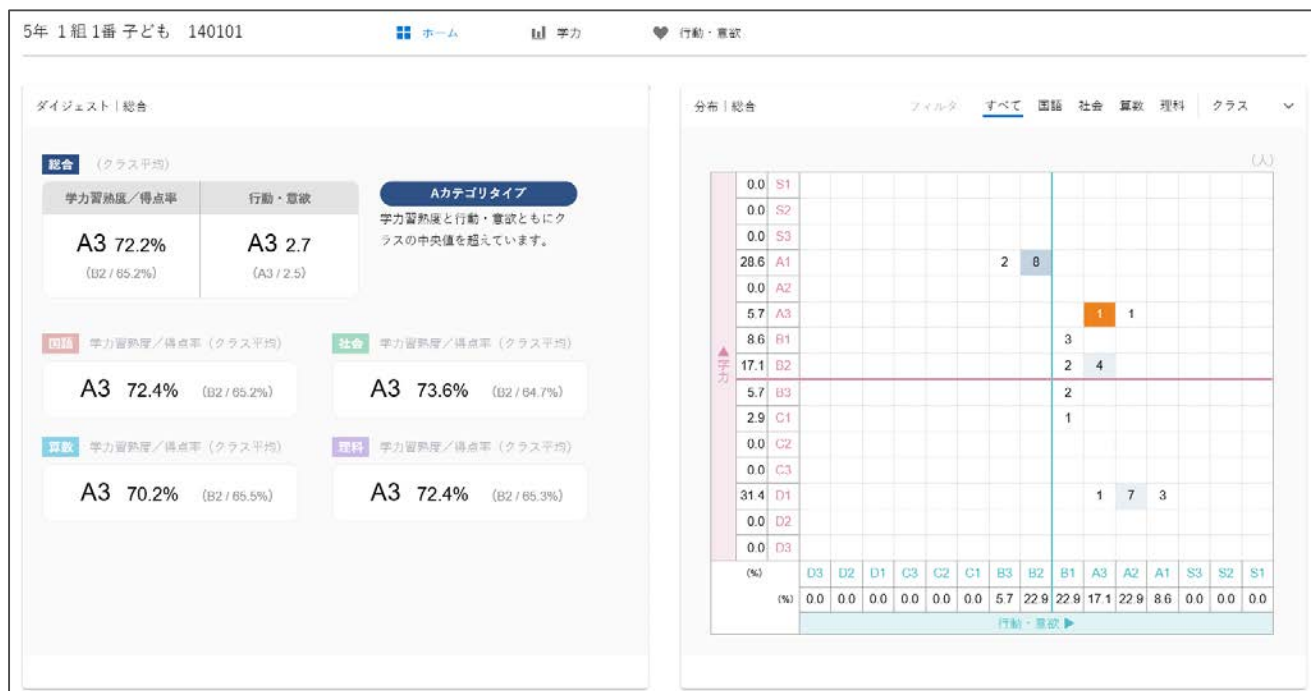 5年 1組 1番 子ども 140101
ホーム
学力
行動・意欲
ダイジェスト | 総合
総合 (クラス平均)
学力習熟度／得点率 行動・意欲
A3 72.2% A3 2.7
(B2 / 65.2%) (A3 / 2.5)
Aカテゴリタイプ
学力習熟度と行動・意欲ともにク
ラスの中央値を超えています。
国語 学力習熟度／得点率 (クラス平均)
A3 72.4% (B2 / 65.2%)
社会 学力習熟度／得点率 (クラス平均)
A3 73.6% (B2 / 64.7%)
算数 学力習熟度／得点率 (クラス平均)
A3 70.2% (B2 / 65.5%)
理科 学力習熟度／得点率 (クラス平均)
A3 72.4% (B2 / 65.3%)
分布 | 総合
フィルタ すべて 国語 社会 算数 理科 クラス
(人)
▲学力
0.0 S1
0.0 S2
0.0 S3
28.6 A1 2 8
0.0 A2
5.7 A3 1 1
8.6 B1 3
17.1 B2 2 4
5.7 B3 2
2.9 C1 1
0.0 C2
0.0 C3
31.4 D1 1 7 3
0.0 D2
0.0 D3
(%) D3 D2 D1 C3 C2 C1 B3 B2 B1 A3 A2 A1 S3 S2 S1
(%) 0.0 0.0 0.0 0.0 0.0 0.0 5.7 22.9 22.9 17.1 22.9 8.6 0.0 0.0 0.0
行動・意欲 ▶